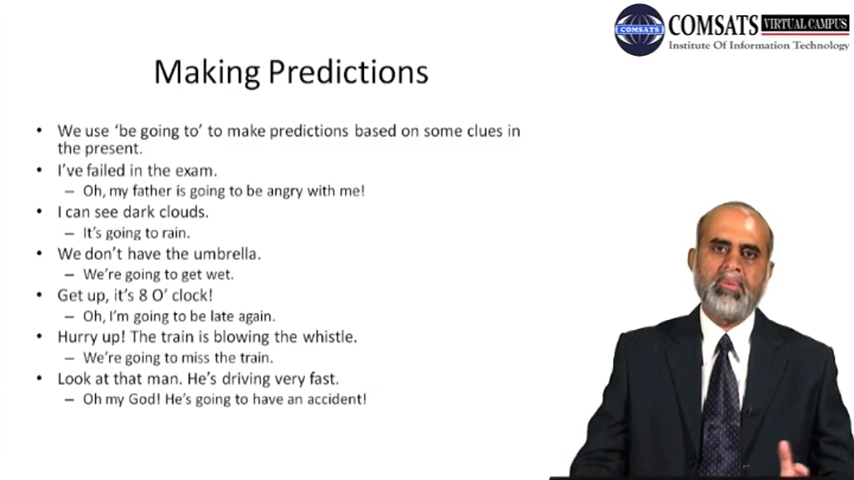 COMSATS VIRTUAL CAMPUS
COMSATS
Institute Of Information Technology
Making Predictions
• We use ‘be going to’ to make predictions based on some clues in
the present.
• I’ve failed in the exam.
– Oh, my father is going to be angry with me!
• I can see dark clouds.
– It’s going to rain.
• We don’t have the umbrella.
– We’re going to get wet.
• Get up, it’s 8 O’ clock!
– Oh, I’m going to be late again.
• Hurry up! The train is blowing the whistle.
– We’re going to miss the train.
• Look at that man. He’s driving very fast.
– Oh my God! He’s going to have an accident!